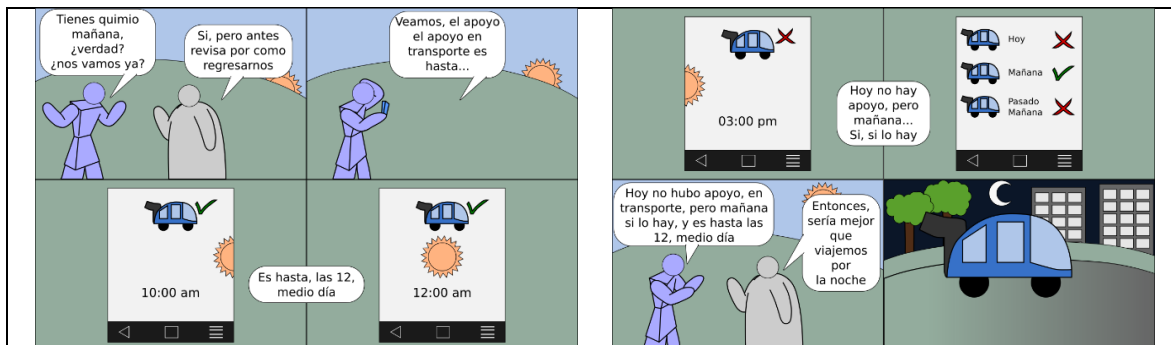 Tienes quimio
mañana,
¿verdad?
¿nos vamos ya?
Si, pero antes
revisa por como
regresarnos
Veamos, el apoyo
el apoyo en
transporte es
hasta...
10:00 am
Es hasta, las 12,
medio día
12:00 am
03:00 pm
Hoy no hay
apoyo, pero
mañana...
Si, si lo hay
Hoy
Mañana
Pasado
Mañana
Hoy no hubo apoyo, en
transporte, pero mañana
si lo hay, y es hasta las
12, medio día
Entonces,
sería mejor
que
viajemos
por
la noche